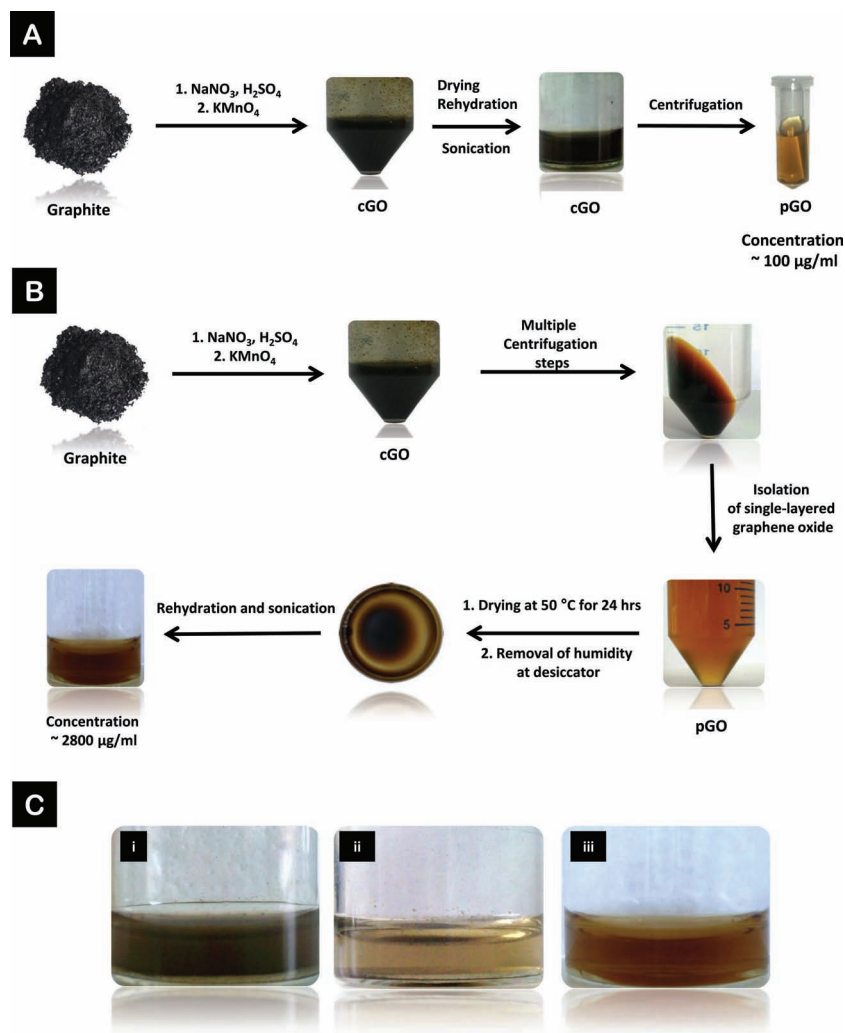 A
1. NaNO₃, H₂SO₄
2. KMnO₄
Drying
Rehydration
Sonication
Centrifugation
Graphite
cGO
cGO
pGO
Concentration
~ 100 µg/ml
B
1. NaNO₃, H₂SO₄
2. KMnO₄
Multiple
Centrifugation
steps
15
Graphite
cGO
Isolation
of single-layered
graphene oxide
Rehydration and sonication
1. Drying at 50 °C for 24 hrs
2. Removal of humidity
at desiccator
10
5
Concentration
~ 2800 µg/ml
pGO
C
i
ii
iii